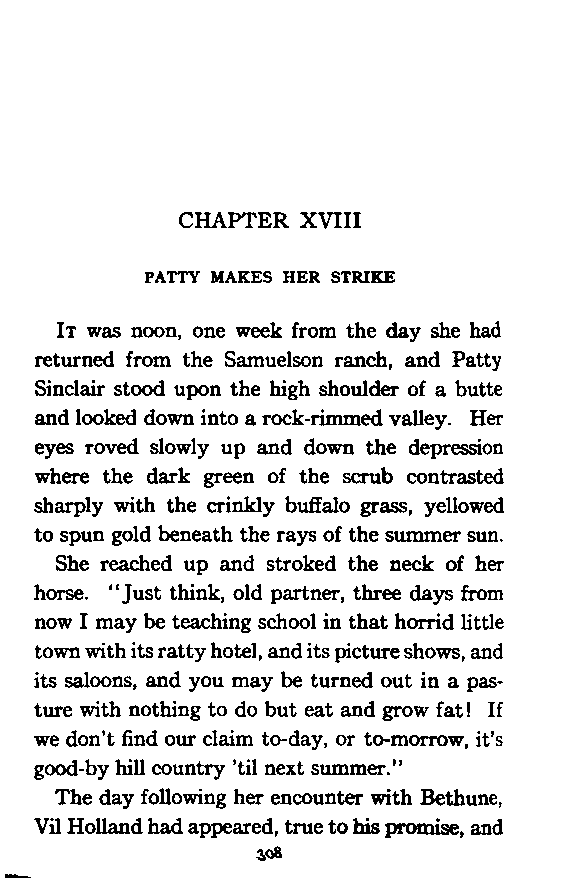 CHAPTER XVIII
PATTY MAKES HER STRIKE
IT was noon, one week from the day she had
returned from the Samuelson ranch, and Patty
Sinclair stood upon the high shoulder of a butte
and looked down into a rock-rimmed valley. Her
eyes roved slowly up and down the depression
where the dark green of the scrub contrasted
sharply with the crinkly buffalo grass, yellowed
to spun gold beneath the rays of the summer sun.
She reached up and stroked the neck of her
horse. "Just think, old partner, three days from
now I may be teaching school in that horrid little
town with its ratty hotel, and its picture shows, and
its saloons, and you may be turned out in a pas-
ture with nothing to do but eat and grow fat! If
we don't find our claim to-day, or to-morrow, it's
good-by hill country 'til next summer."
The day following her encounter with Bethune,
Vil Holland had appeared, true to his promise, and
308